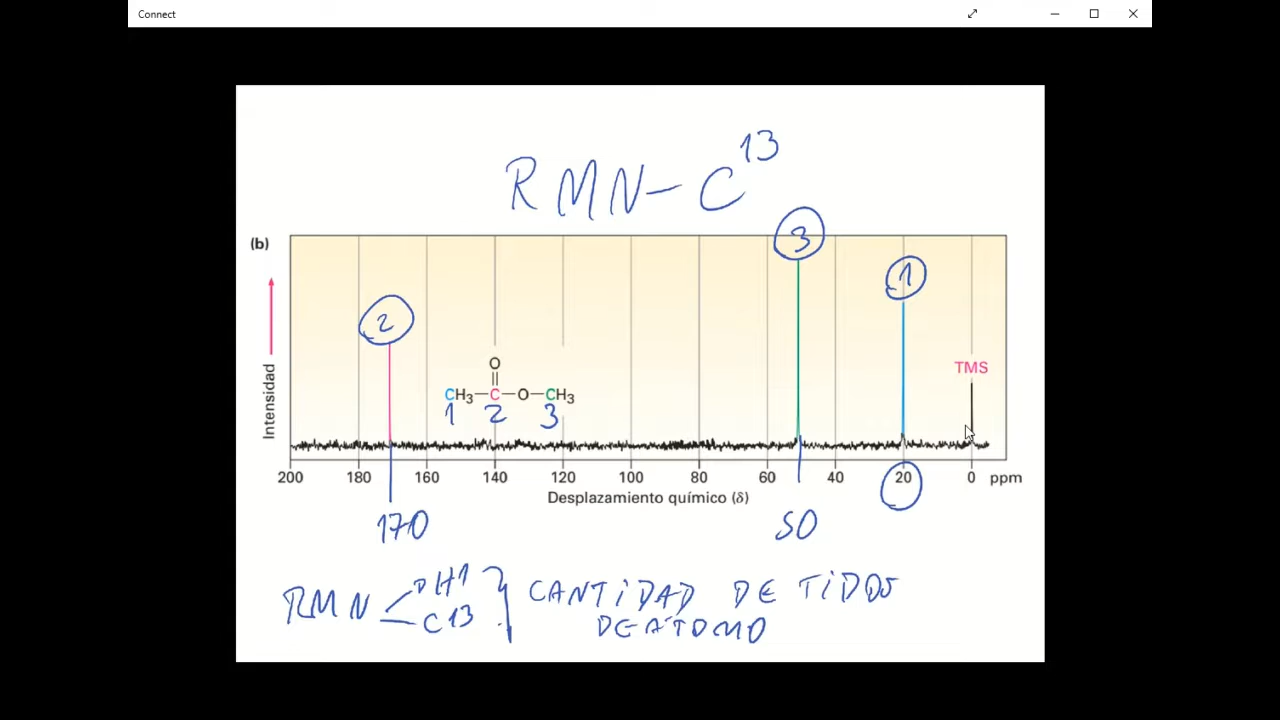 Connect
RMN-C13
(b)
3
1
2
TMS
O
CH3-C-O-CH3
1 2 3
Intensidad
200 180 160 140 120 100 80 60 40 20 0 ppm
Desplazamiento químico (δ)
170
50
RMN H1 C13 } CANTIDAD DE TIDOS
DE ATOMO